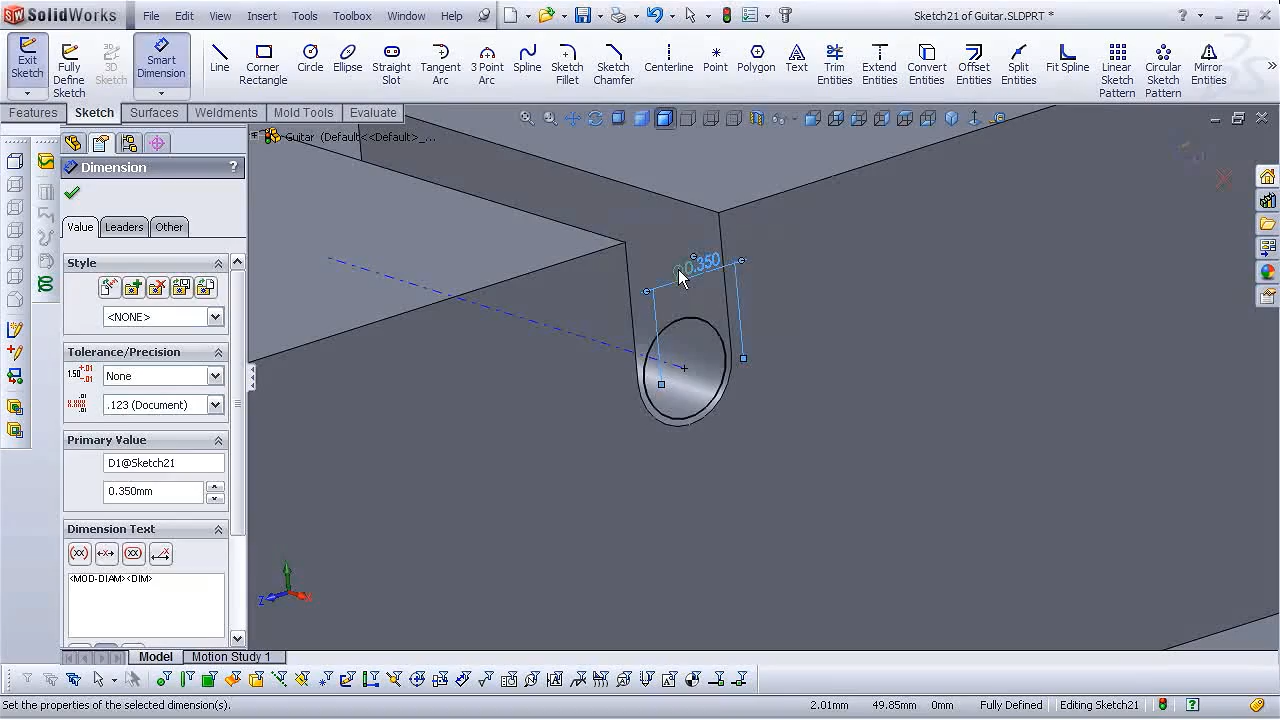 SolidWorks
File Edit View Insert Tools Toolbox Window Help
Sketch21 of Guitar.SLDPRT *
Exit Sketch
Fully Define Sketch
3D Sketch
Smart Dimension
Line
Corner Rectangle
Circle
Ellipse
Straight Slot
Tangent Arc
3 Point Arc
Spline
Sketch Fillet
Sketch Chamfer
Centerline
Point
Polygon
Text
Trim Entities
Extend Entities
Convert Entities
Offset Entities
Split Entities
Fit Spline
Linear Sketch Pattern
Circular Sketch Pattern
Mirror Entities
Features Sketch Surfaces Weldments Mold Tools Evaluate
Guitar (Default<<Default>_...
Dimension ?
Value Leaders Other
Style
<NONE>
Tolerance/Precision
None
.123 (Document)
Primary Value
D1@Sketch21
0.350mm
Dimension Text
<MOD-DIAM><DIM>
0.350
Model Motion Study 1
Set the properties of the selected dimension(s).
2.01mm 49.85mm 0mm Fully Defined Editing Sketch21